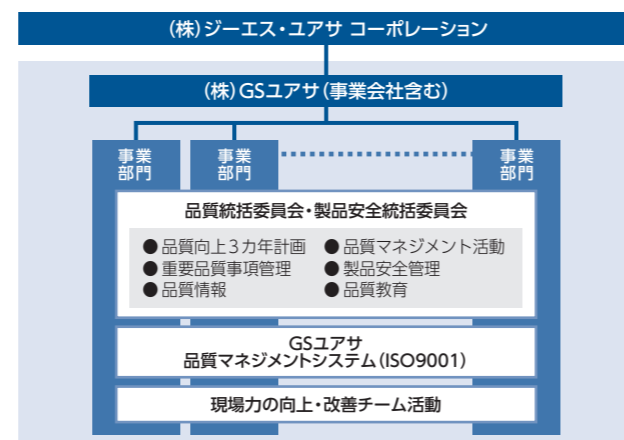 (株)ジーエス・ユアサ コーポレーション
(株)GSユアサ(事業会社含む)
事業
部門
事業
部門
事業
部門
品質統括委員会・製品安全統括委員会
●品質向上3カ年計画
●品質マネジメント活動
●重要品質事項管理
●製品安全管理
●品質情報
●品質教育
GSユアサ
品質マネジメントシステム(ISO9001)
現場力の向上・改善チーム活動